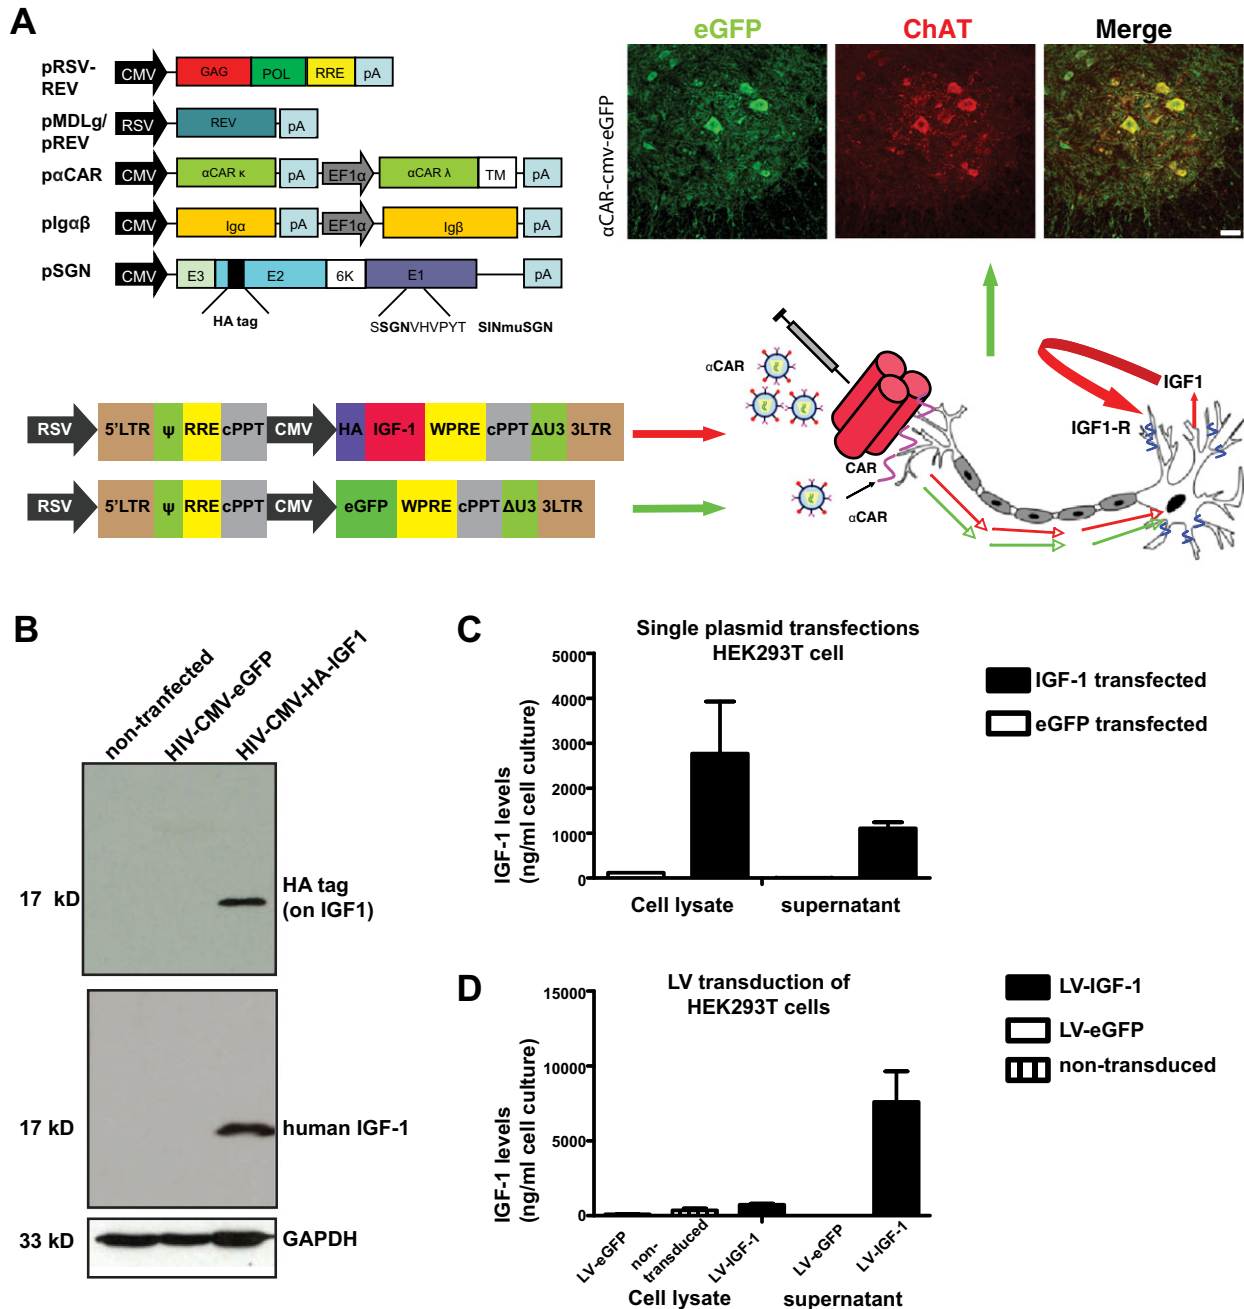 A
pRSV-
REV
CMV
GAG
POL
RRE
pA
pMDLg/
pREV
RSV
REV
pA
pαCAR
CMV
αCAR κ
pA
EF1α
αCAR λ
TM
pA
pIgαβ
CMV
Igα
pA
EF1α
Igβ
pA
pSGN
CMV
E3
E2
6K
E1
pA
HA tag
SSGNVHVPYT
SINmuSGN
eGFP
ChAT
Merge
αCAR-cmv-eGFP
RSV
5'LTR
ψ
RRE
cPPT
CMV
HA
IGF-1
WPRE
cPPT
ΔU3
3LTR
RSV
5'LTR
ψ
RRE
cPPT
CMV
eGFP
WPRE
cPPT
ΔU3
3LTR
αCAR
CAR
αCAR
IGF1
IGF1-R
B
non-tranfected
HIV-CMV-eGFP
HIV-CMV-HA-IGF1
17 kD
HA tag
(on IGF1)
17 kD
human IGF-1
33 kD
GAPDH
C
Single plasmid transfections
HEK293T cell
IGF-1 levels
(ng/ml cell culture)
5000
4000
3000
2000
1000
0
Cell lysate
supernatant
IGF-1 transfected
eGFP transfected
D
LV transduction of
HEK293T cells
IGF-1 levels
(ng/ml cell culture)
15000
10000
5000
0
LV-eGFP
non-
transduced
LV-IGF-1
LV-eGFP
LV-IGF-1
Cell lysate
supernatant
LV-IGF-1
LV-eGFP
non-transduced